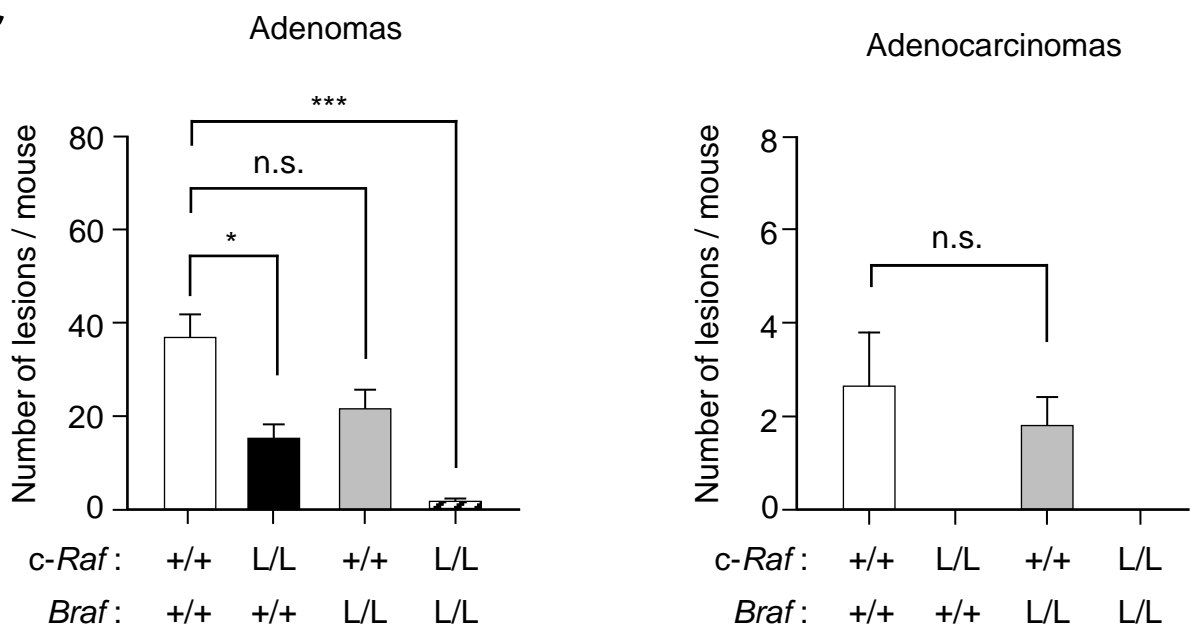 Adenomas
***
n.s.
*
Number of lesions / mouse
80
60
40
20
0
c-Raf : +/+ L/L +/+ L/L
Braf : +/+ +/+ L/L L/L
Adenocarcinomas
n.s.
Number of lesions / mouse
8
6
4
2
0
c-Raf : +/+ L/L +/+ L/L
Braf : +/+ +/+ L/L L/L